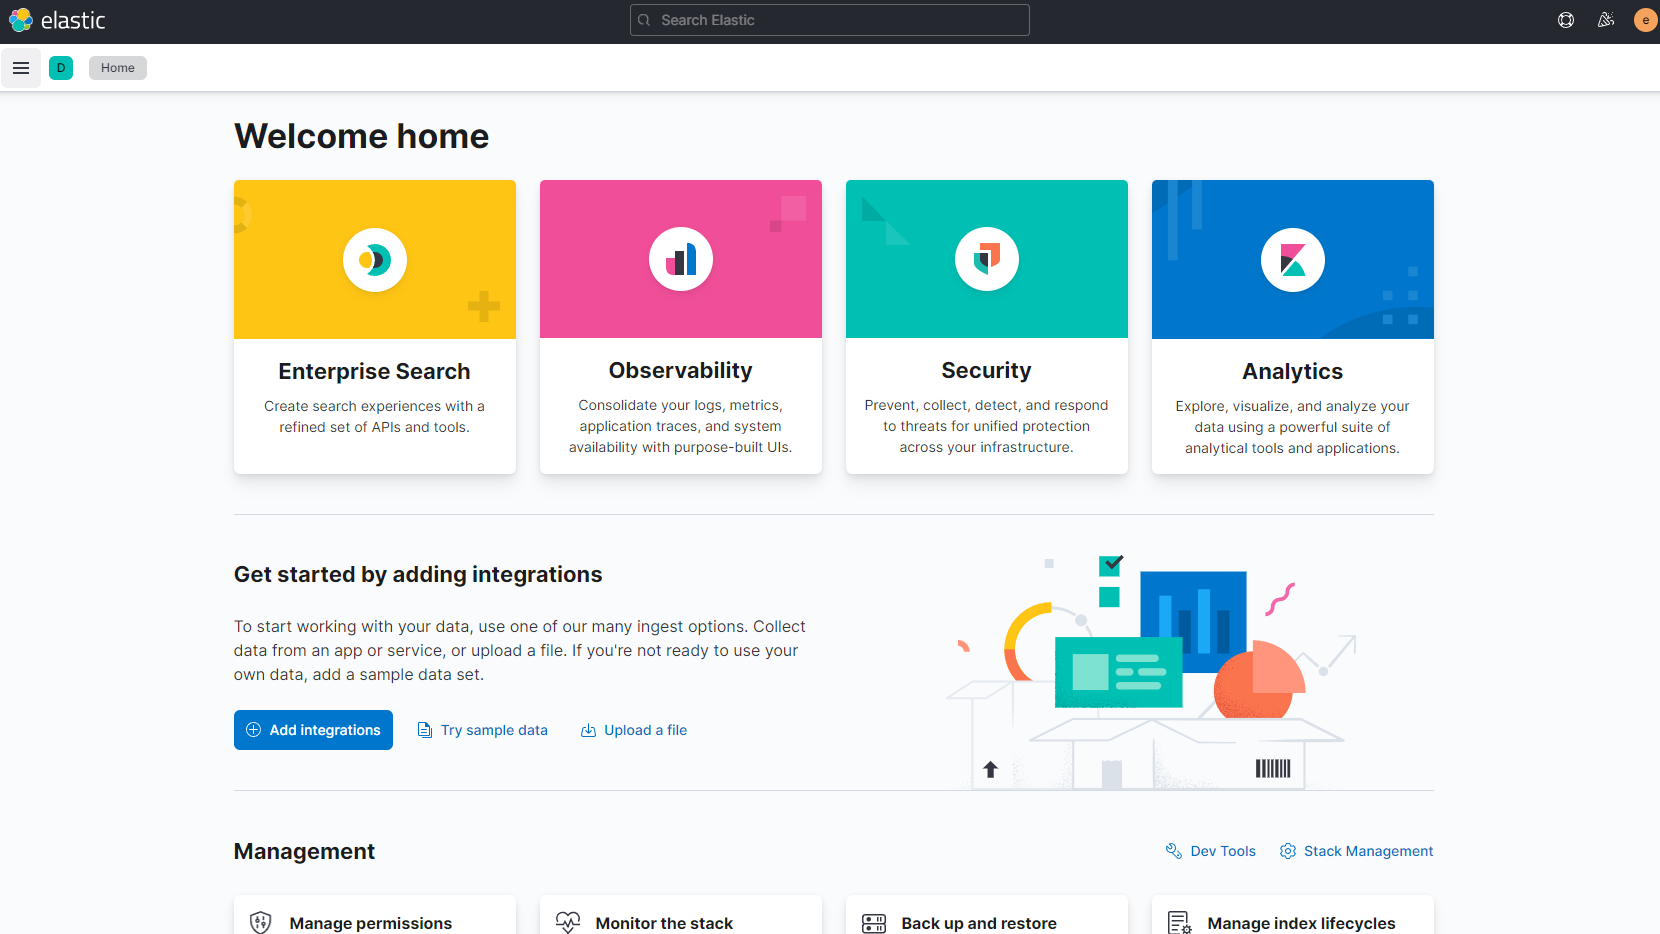 elastic
Search Elastic
e
D
Home
Welcome home
Enterprise Search
Create search experiences with a
refined set of APIs and tools.
Observability
Consolidate your logs, metrics,
application traces, and system
availability with purpose-built UIs.
Security
Prevent, collect, detect, and respond
to threats for unified protection
across your infrastructure.
Analytics
Explore, visualize, and analyze your
data using a powerful suite of
analytical tools and applications.
Get started by adding integrations
To start working with your data, use one of our many ingest options. Collect
data from an app or service, or upload a file. If you're not ready to use your
own data, add a sample data set.
Add integrations
Try sample data
Upload a file
Management
Dev Tools
Stack Management
Manage permissions
Monitor the stack
Back up and restore
Manage index lifecycles